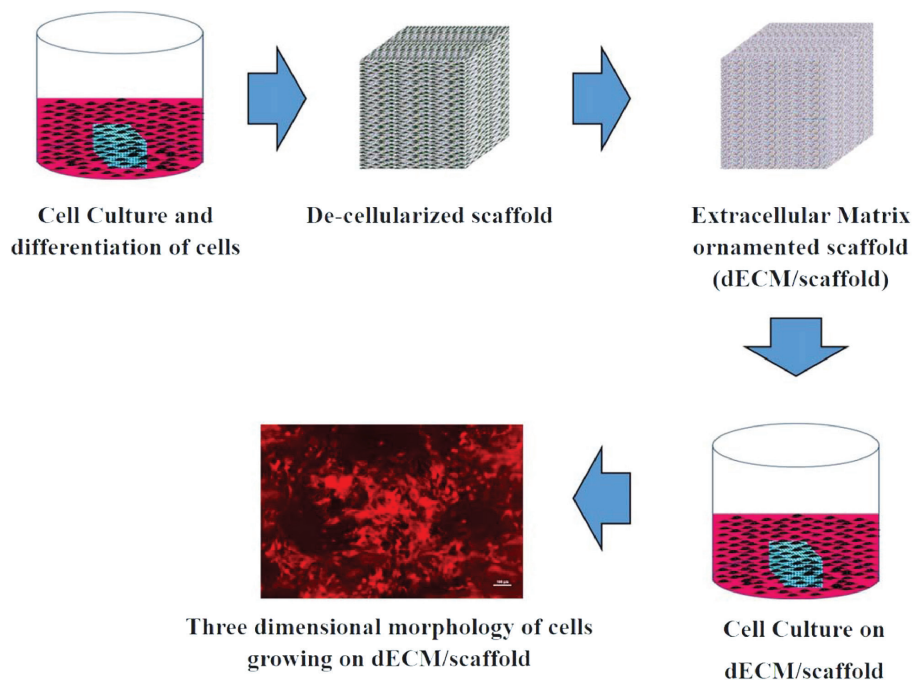 Cell Culture and
differentiation of cells
De-cellularized scaffold
Extracellular Matrix
ornamented scaffold
(dECM/scaffold)
Three dimensional morphology of cells
growing on dECM/scaffold
Cell Culture on
dECM/scaffold